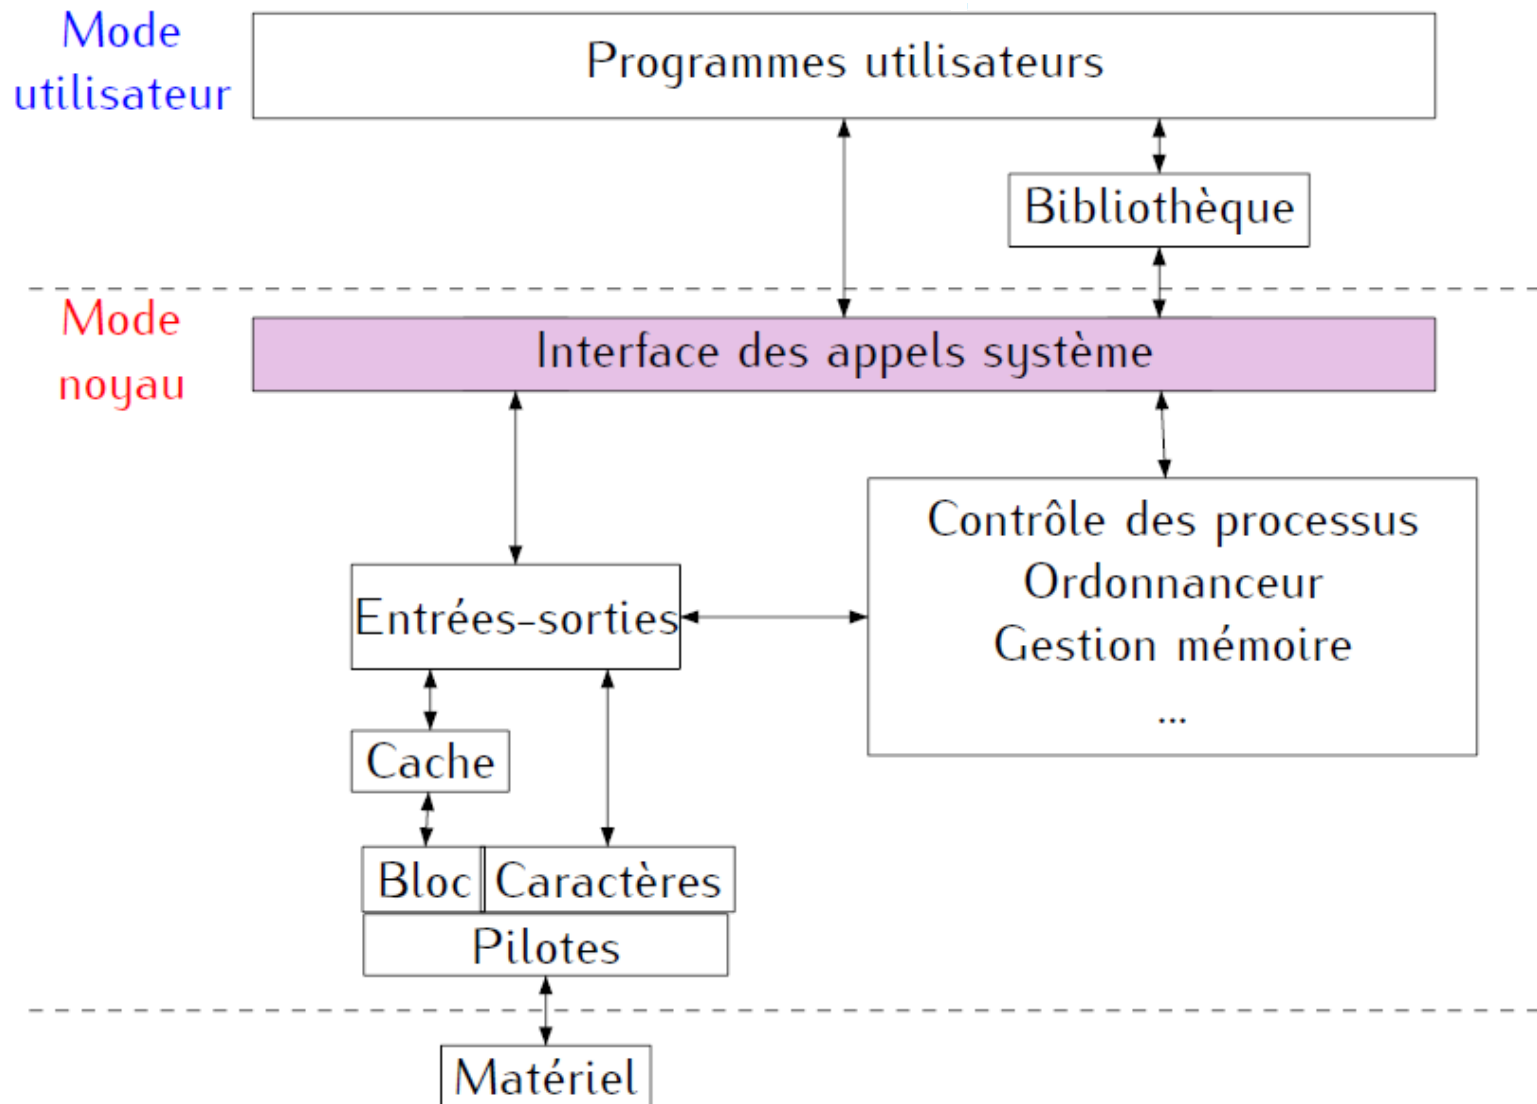 Mode
utilisateur
Programmes utilisateurs
Bibliothèque
Mode
noyau
Interface des appels système
Contrôle des processus
Ordonnanceur
Gestion mémoire
...
Entrées-sorties
Cache
Bloc
Caractères
Pilotes
Matériel